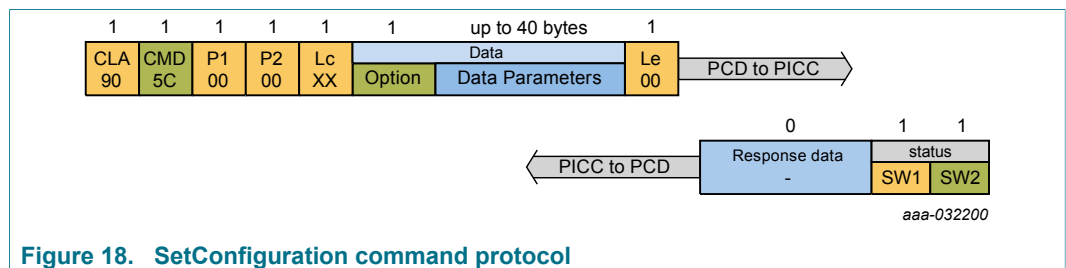 1 1 1 1 1 1 up to 40 bytes 1
CLA CMD P1 P2 Lc Data Le
90 5C 00 00 XX Option Data Parameters 00
PCD to PICC
0 1 1
PICC to PCD
Response data status
- SW1 SW2
aaa-032200
Figure 18. SetConfiguration command protocol